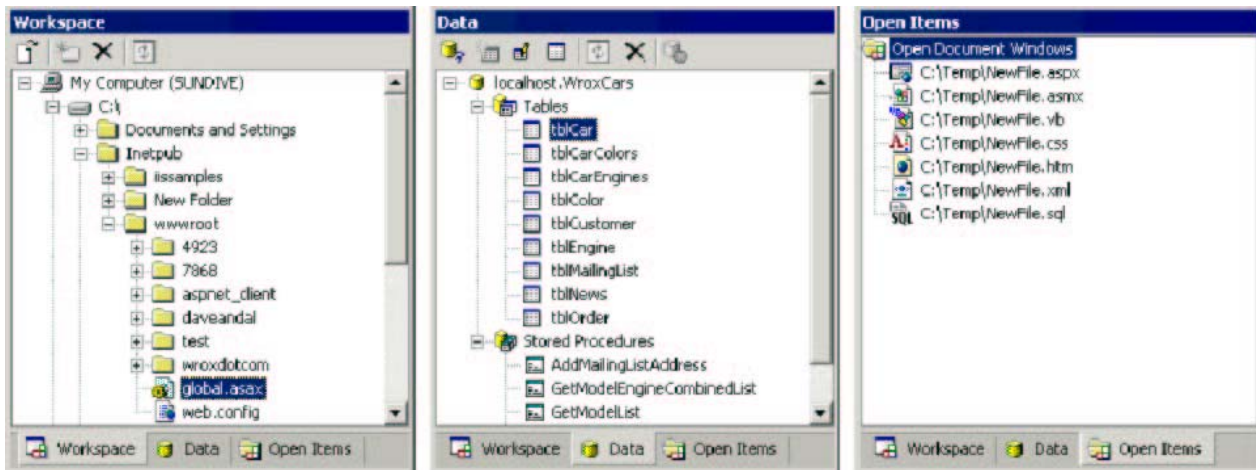 Workspace
My Computer (SUNDIVE)
C:\
Documents and Settings
Inetpub
iissamples
New Folder
wwwroot
4923
7868
aspnet_client
daveandal
test
wroxdotcom
global.asax
web.config
Workspace Data Open Items
Data
localhost.WroxCars
Tables
tblCar
tblCarColors
tblCarEngines
tblColor
tblCustomer
tblEngine
tblMailingList
tblNews
tblOrder
Stored Procedures
AddMailingListAddress
GetModelEngineCombinedList
GetModelList
Workspace Data Open Items
Open Items
Open Document Windows
C:\Temp\NewFile.aspx
C:\Temp\NewFile.asmx
C:\Temp\NewFile.vb
C:\Temp\NewFile.css
C:\Temp\NewFile.htm
C:\Temp\NewFile.xml
SQL C:\Temp\NewFile.sql
Workspace Data Open Items